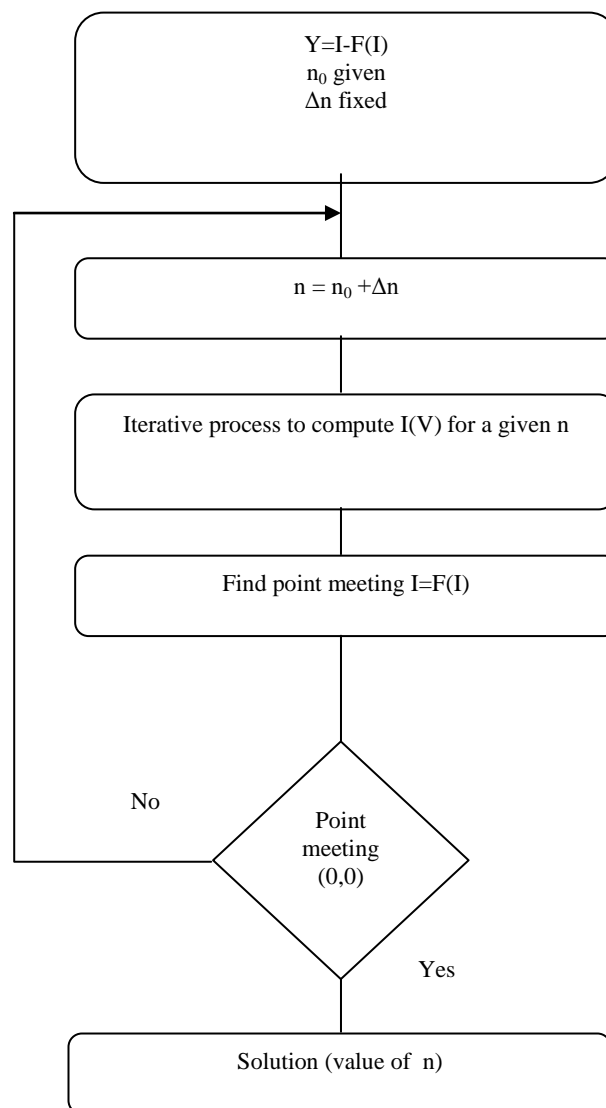 Y=I-F(I)
n₀ given
Δn fixed
n = n₀ +Δn
Iterative process to compute I(V) for a given n
Find point meeting I=F(I)
No
Point
meeting
(0,0)
Yes
Solution (value of n)